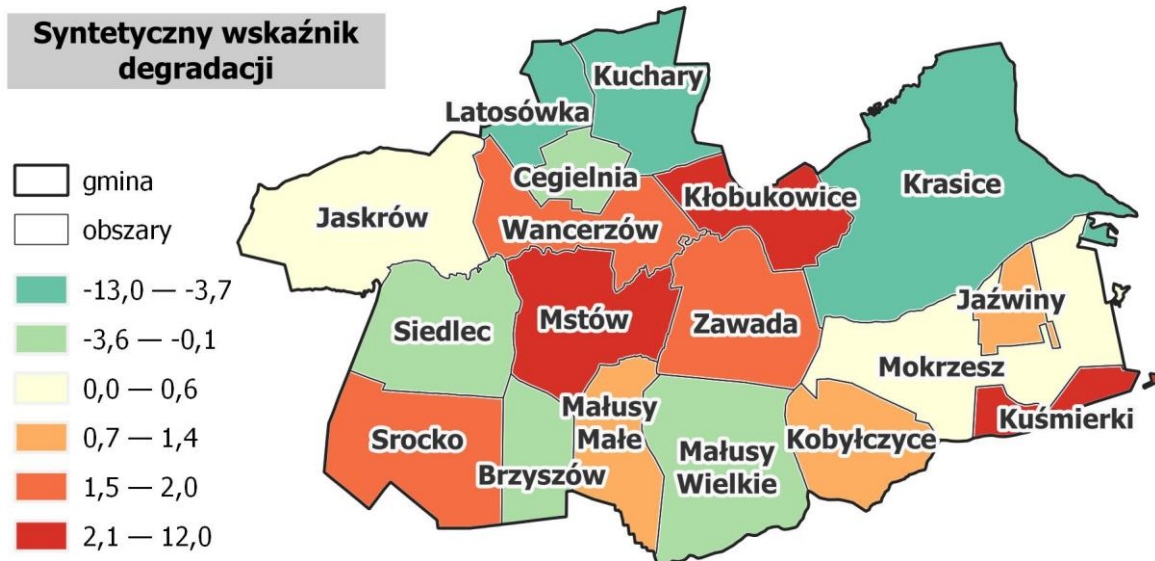 Syntetyczny wskaźnik
degradacji
gmina
obszary
-13,0 — -3,7
-3,6 — -0,1
0,0 — 0,6
0,7 — 1,4
1,5 — 2,0
2,1 — 12,0
Kuchary
Latosówka
Cegielnia
Krasice
Kłobukowice
Jaskrów
Wancerzów
Jaźwiny
Siedlec
Mstów
Zawada
Mokrzesz
Małusy
Małe
Kuśmierki
Srocko
Kobyłczyce
Brzyszów
Małusy
Wielkie